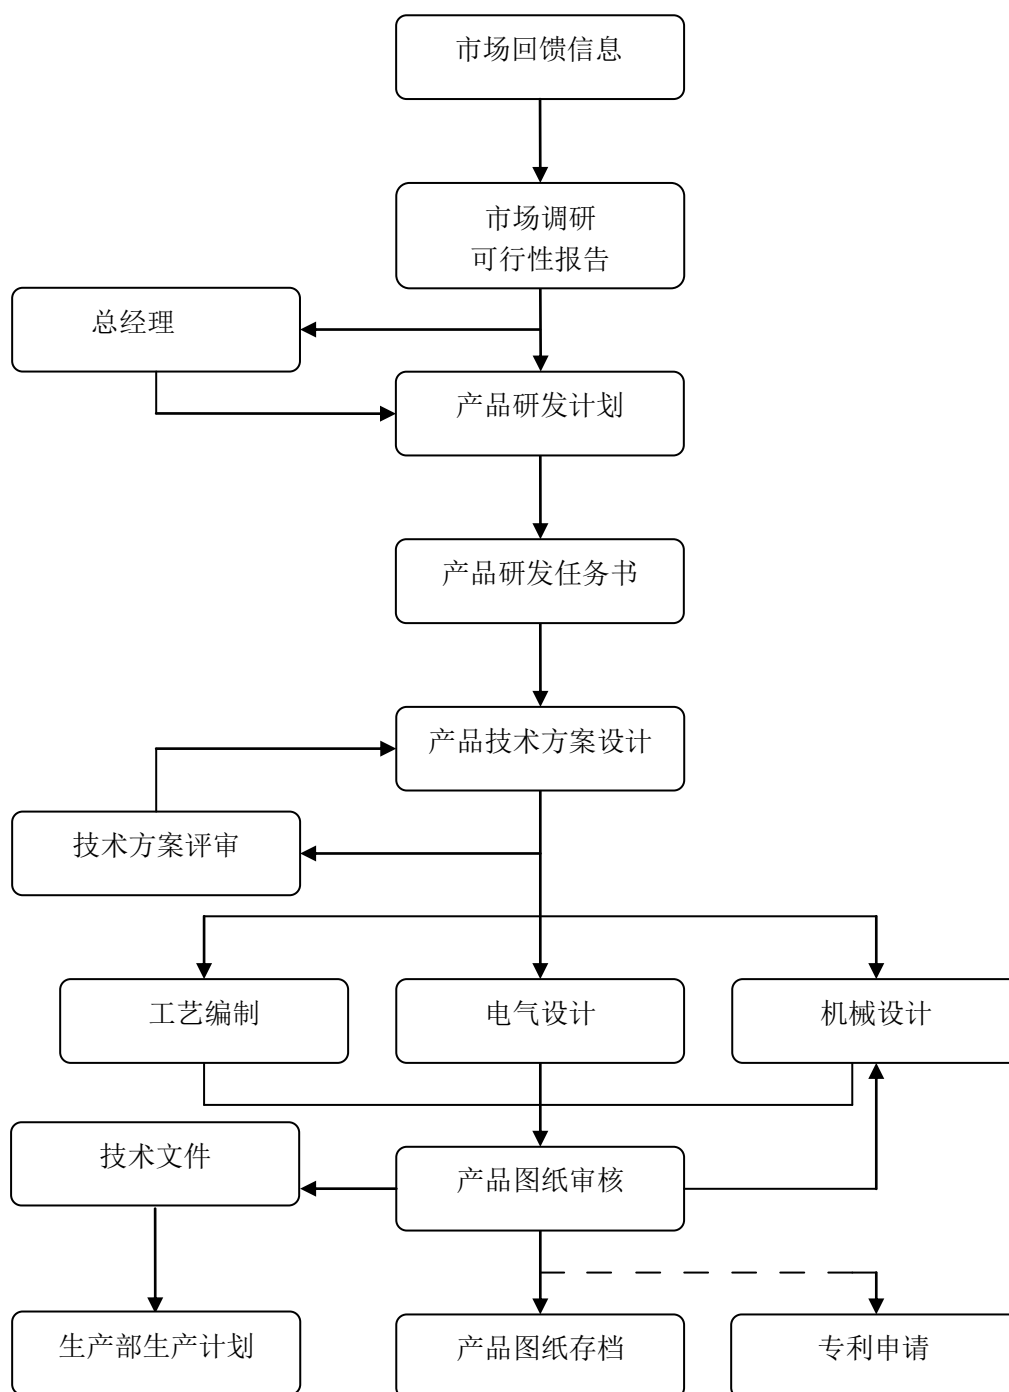 市场回馈信息
市场调研
可行性报告
总经理
产品研发计划
产品研发任务书
产品技术方案设计
技术方案评审
工艺编制
电气设计
机械设计
技术文件
产品图纸审核
生产部生产计划
产品图纸存档
专利申请